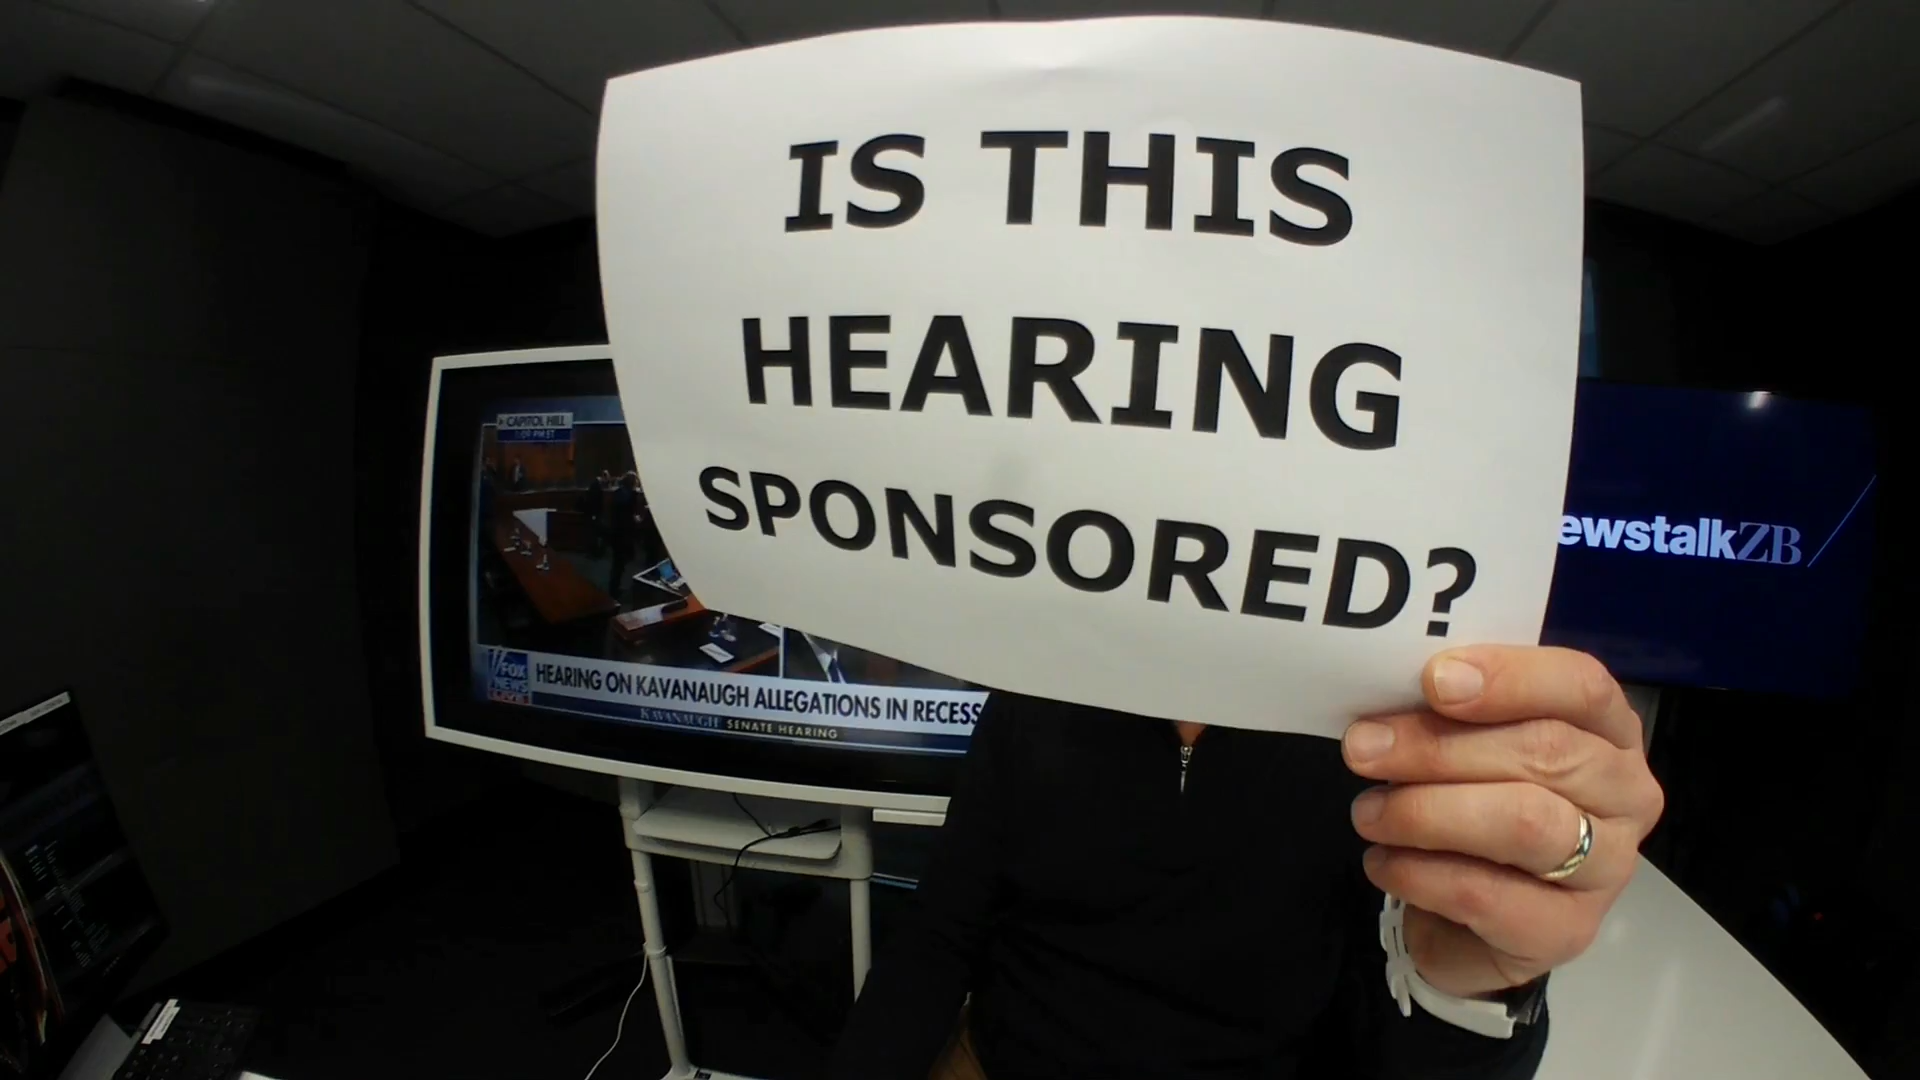 IS THIS
HEARING
SPONSORED?
CAPITOL HILL
FOX
NEWS
HEARING ON KAVANAUGH ALLEGATIONS IN RECESS
KAVANAUGH SENATE HEARING
ewstalkZB